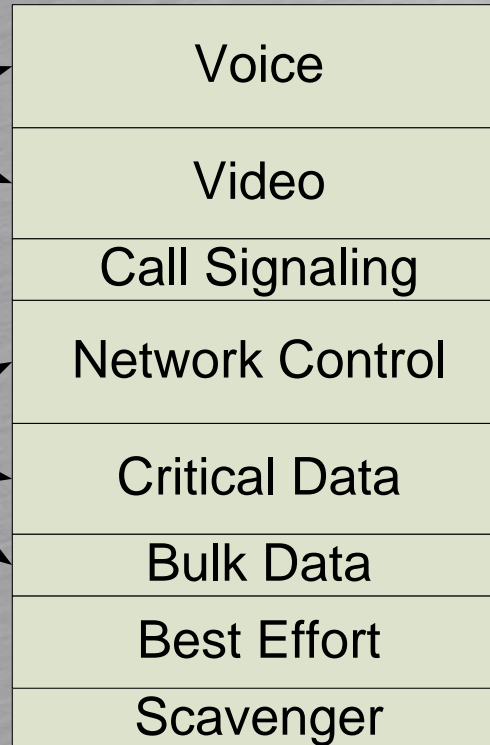 Voice
Video
Call Signaling
Network Control
Critical Data
Bulk Data
Best Effort
Scavenger